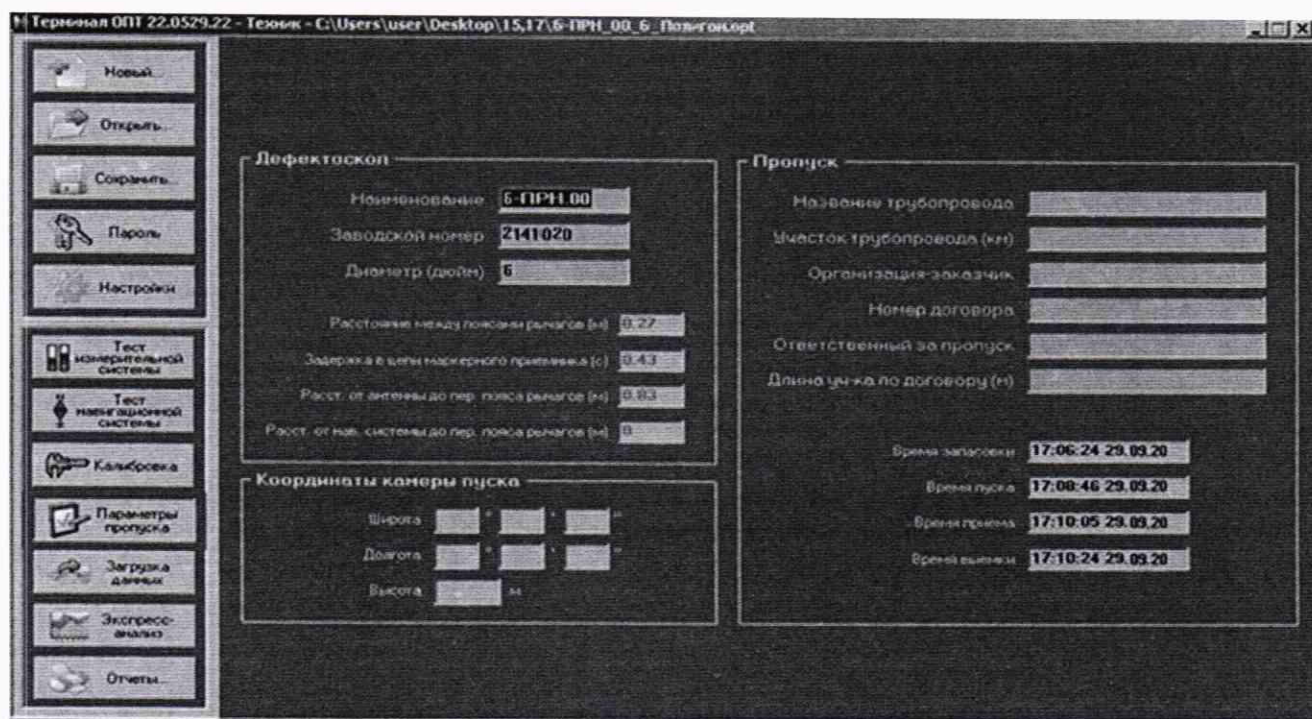 Терминал ОПТ 22.0529.22 - Техник - C:\Users\user\Desktop\15,17\6-ПРН_00_6_Полигон.opt
Новый...
Открыть...
Сохранить...
Пароль
Настройки
Тест
измерительной
системы
Тест
навигационной
системы
Калибровка
Параметры
пропуска
Загрузка
данных
Экспресс-
анализ
Отчеты...
Дефектоскоп
Наименование 6-ПРН.00
Заводской номер 2141020
Диаметр (дюйм) 6
Расстояние между поясами рычагов (м) 0.27
Задержка в цепи маркерного приемника (с) 0.43
Расст. от антенны до пер. пояса рычагов (м) 0.83
Расст. от нав. системы до пер. пояса рычагов (м) 0
Координаты камеры пуска
Широта ° ' "
Долгота ° ' "
Высота м
Пропуск
Название трубопровода
Участок трубопровода (км)
Организация-заказчик
Номер договора
Ответственный за пропуск
Длина уч-ка по договору (м)
Время запасовки 17:06:24 29.09.20
Время пуска 17:08:46 29.09.20
Время приема 17:10:05 29.09.20
Время выемки 17:10:24 29.09.20